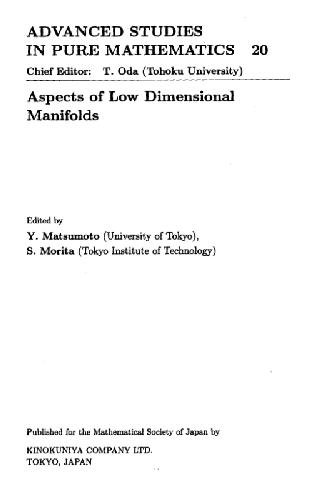 ADVANCED STUDIES
IN PURE MATHEMATICS 20
Chief Editor: T. Oda (Tohoku University)
Aspects of Low Dimensional
Manifolds
Edited by
Y. Matsumoto (University of Tokyo),
S. Morita (Tokyo Institute of Technology)
Published for the Mathematical Society of Japan by
KINOKUNIYA COMPANY LTD.
TOKYO, JAPAN